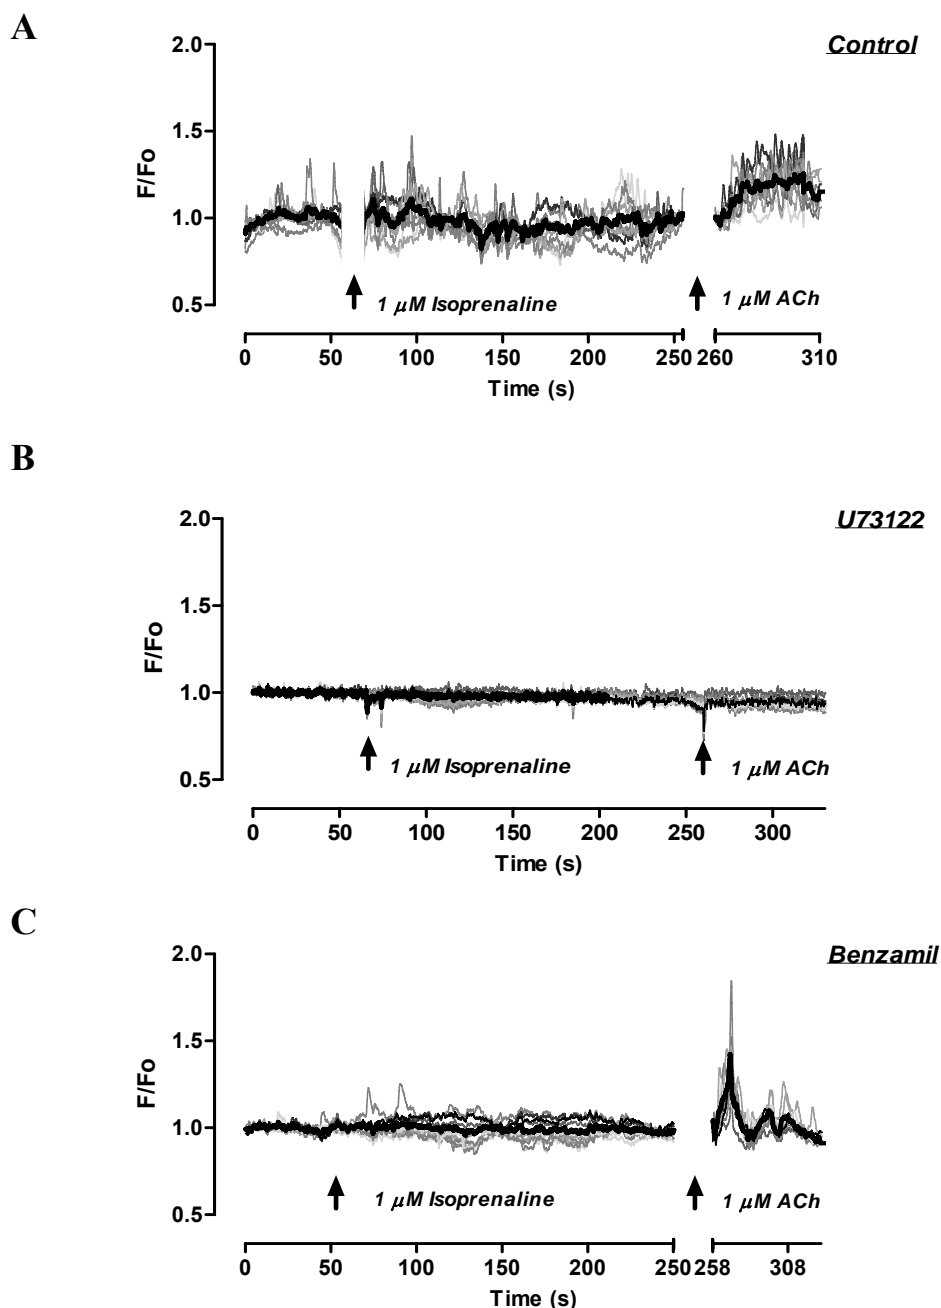 A
Control
2.0
1.5
1.0
0.5
F/Fo
1 μM Isoprenaline
1 μM ACh
0 50 100 150 200 250 260 310
Time (s)
B
U73122
2.0
1.5
1.0
0.5
F/Fo
1 μM Isoprenaline
1 μM ACh
0 50 100 150 200 250 300
Time (s)
C
Benzamil
2.0
1.5
1.0
0.5
F/Fo
1 μM Isoprenaline
1 μM ACh
0 50 100 150 200 250 258 308
Time (s)